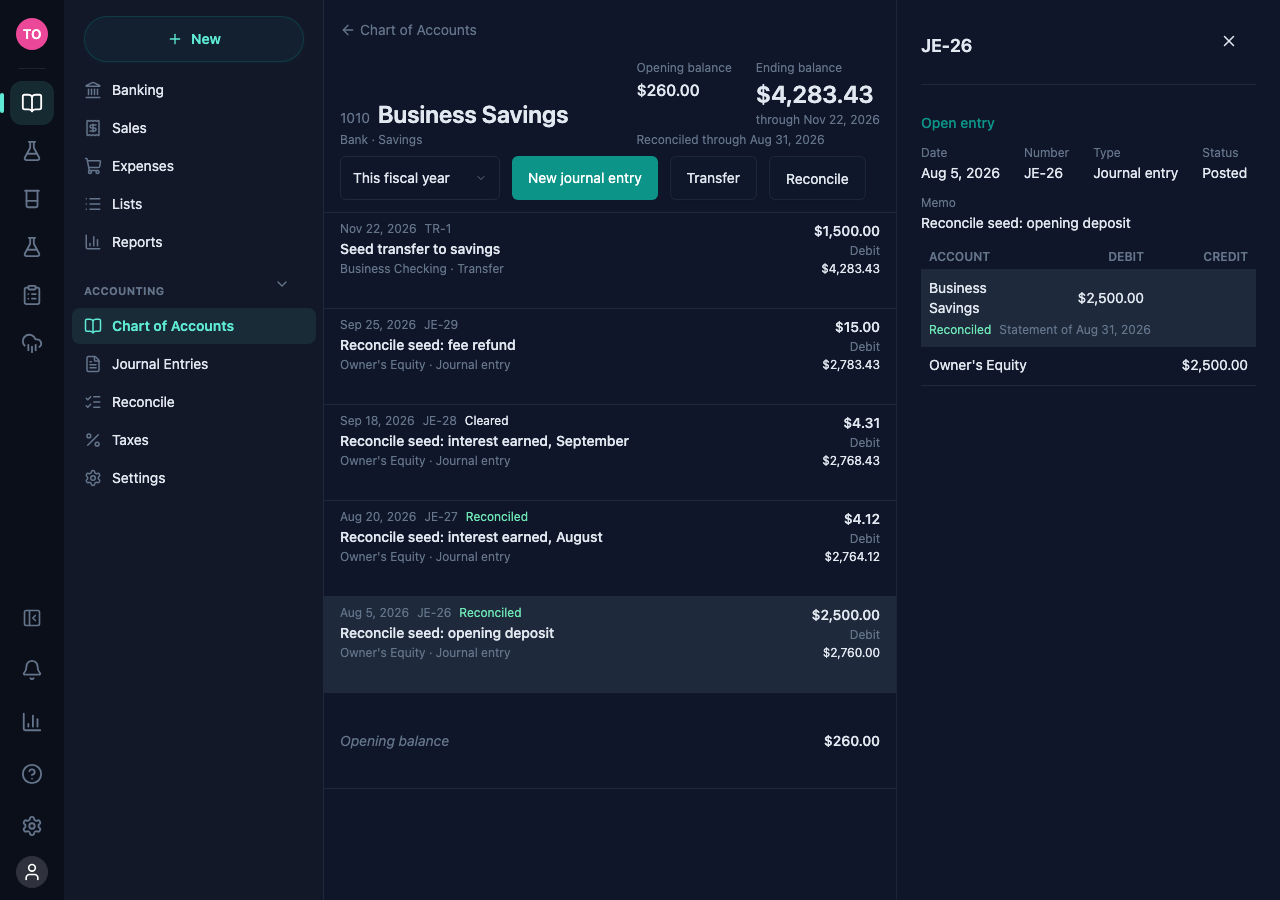 TO
New
Banking
Sales
Expenses
Lists
Reports
ACCOUNTING
Chart of Accounts
Journal Entries
Reconcile
Taxes
Settings
Chart of Accounts
1010 Business Savings
Bank · Savings
Opening balance
$260.00
Ending balance
$4,283.43
through Nov 22, 2026
Reconciled through Aug 31, 2026
This fiscal year
New journal entry
Transfer
Reconcile
Nov 22, 2026 TR-1
Seed transfer to savings
Business Checking · Transfer
$1,500.00
Debit
$4,283.43
Sep 25, 2026 JE-29
Reconcile seed: fee refund
Owner's Equity · Journal entry
$15.00
Debit
$2,783.43
Sep 18, 2026 JE-28 Cleared
Reconcile seed: interest earned, September
Owner's Equity · Journal entry
$4.31
Debit
$2,768.43
Aug 20, 2026 JE-27 Reconciled
Reconcile seed: interest earned, August
Owner's Equity · Journal entry
$4.12
Debit
$2,764.12
Aug 5, 2026 JE-26 Reconciled
Reconcile seed: opening deposit
Owner's Equity · Journal entry
$2,500.00
Debit
$2,760.00
Opening balance
$260.00
JE-26
Open entry
Date Number Type Status
Aug 5, 2026 JE-26 Journal entry Posted
Memo
Reconcile seed: opening deposit
ACCOUNT DEBIT CREDIT
Business
Savings
$2,500.00
Reconciled Statement of Aug 31, 2026
Owner's Equity $2,500.00